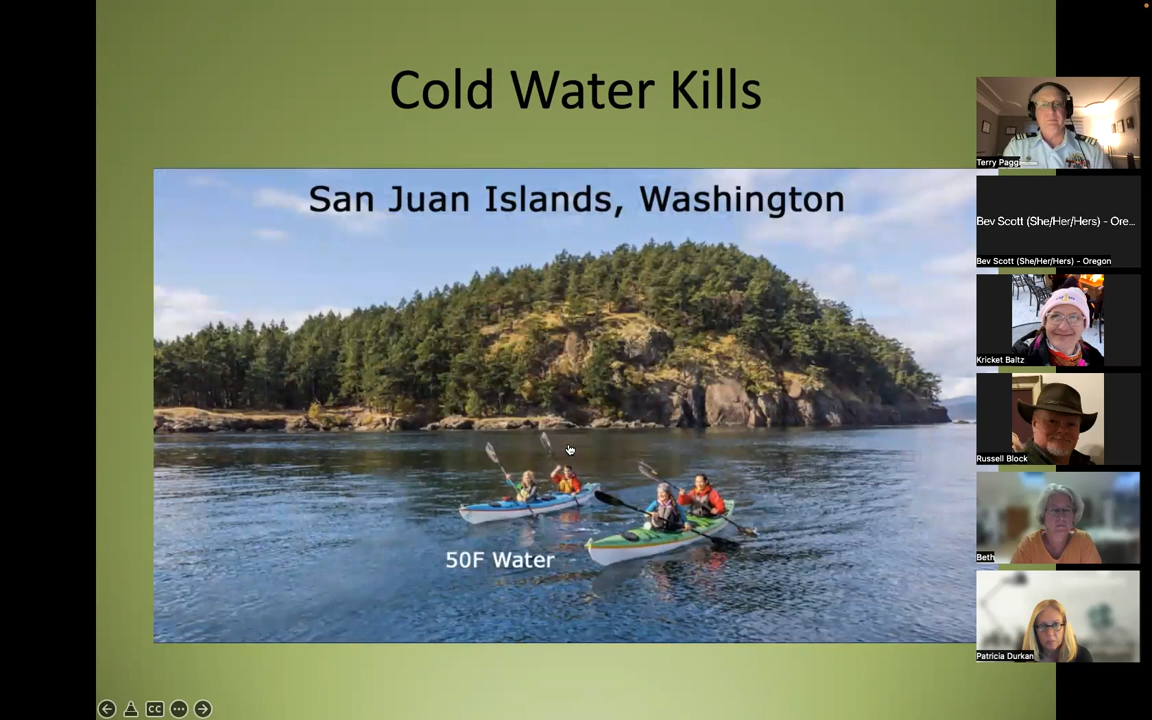 Cold Water Kills
San Juan Islands, Washington
50F Water
Terry Pagg
Bev Scott (She/Her/Hers) - Ore...
Bev Scott (She/Her/Hers) - Oregon
Kricket Baltz
Russell Block
Beth
Patricia Durkan
CC